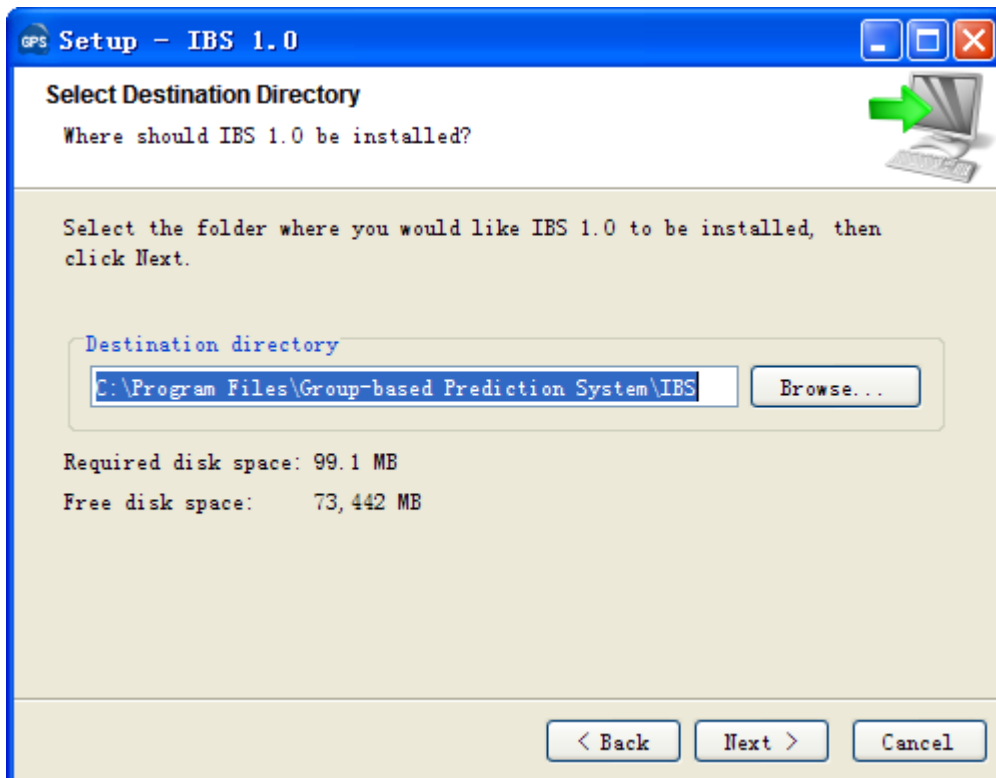 GPS Setup - IBS 1.0
Select Destination Directory
Where should IBS 1.0 be installed?
Select the folder where you would like IBS 1.0 to be installed, then
click Next.
Destination directory
C:\Program Files\Group-based Prediction System\IBS
Browse...
Required disk space: 99.1 MB
Free disk space: 73,442 MB
< Back
Next >
Cancel